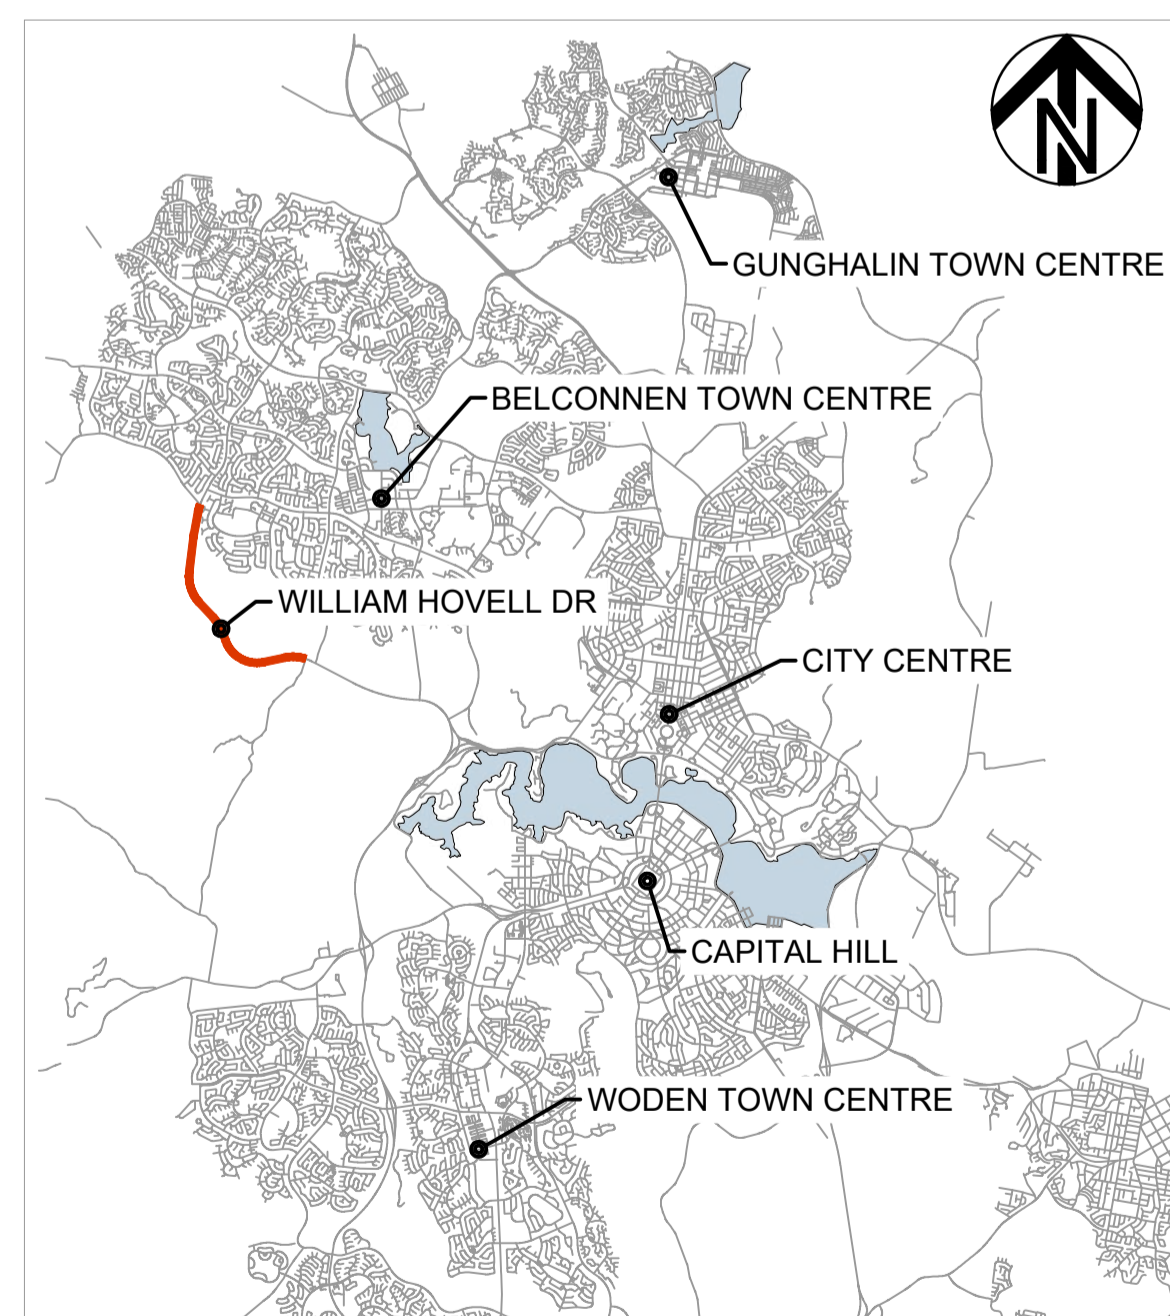 N
GUNGHALIN TOWN CENTRE
BELCONNEN TOWN CENTRE
WILLIAM HOVELL DR
CITY CENTRE
CAPITAL HILL
WODEN TOWN CENTRE